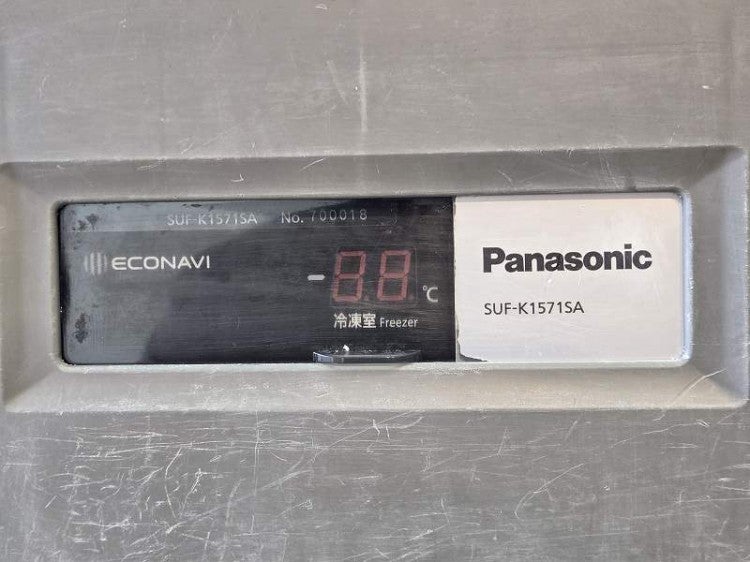 SUF-K1571SA No. 700018
ECONAVI
-88 ℃
冷凍室 Freezer
Panasonic
SUF-K1571SA